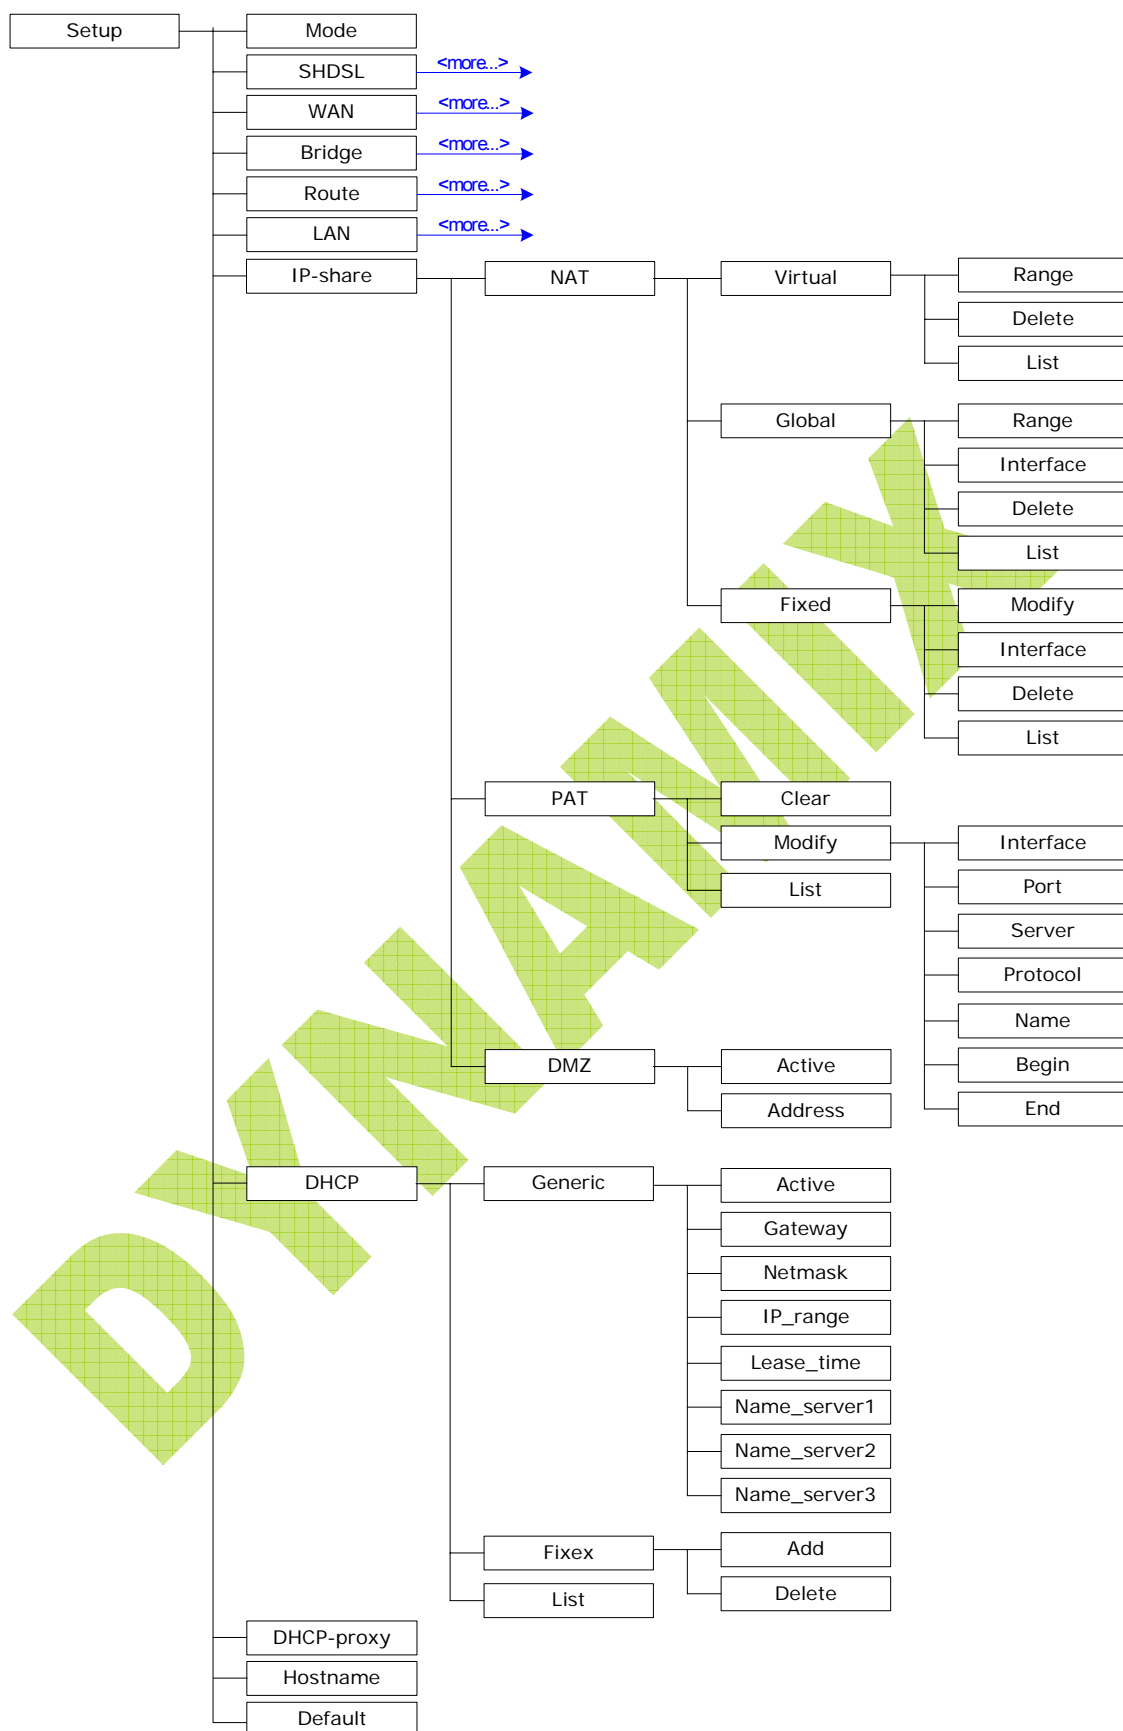 Setup
Mode
SHDSL
<more...>
WAN
<more...>
Bridge
<more...>
Route
<more...>
LAN
<more...>
IP-share
NAT
Virtual
Range
Delete
List
Global
Range
Interface
Delete
List
Fixed
Modify
Interface
Delete
List
PAT
Clear
Modify
List
Interface
Port
Server
Protocol
Name
Begin
End
DMZ
Active
Address
DHCP
Generic
Active
Gateway
Netmask
IP_range
Lease_time
Name_server1
Name_server2
Name_server3
Fixex
Add
Delete
List
DHCP-proxy
Hostname
Default
DYNAMIX